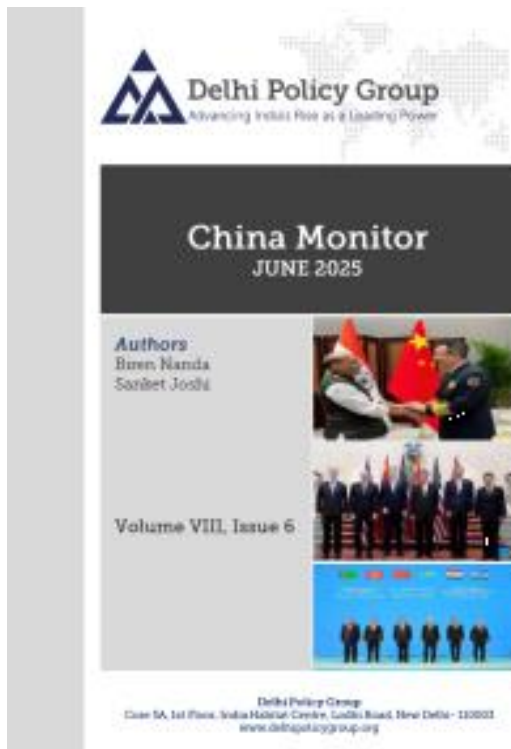 Delhi Policy Group
Advancing India's Rise as a Leading Power
China Monitor
JUNE 2025
Authors
Biren Nanda
Sanket Joshi
Volume VIII, Issue 6
Delhi Policy Group
Core 5A, 1st Floor, India Habitat Centre, Lodhi Road, New Delhi- 110003
www.delhipolicygroup.org